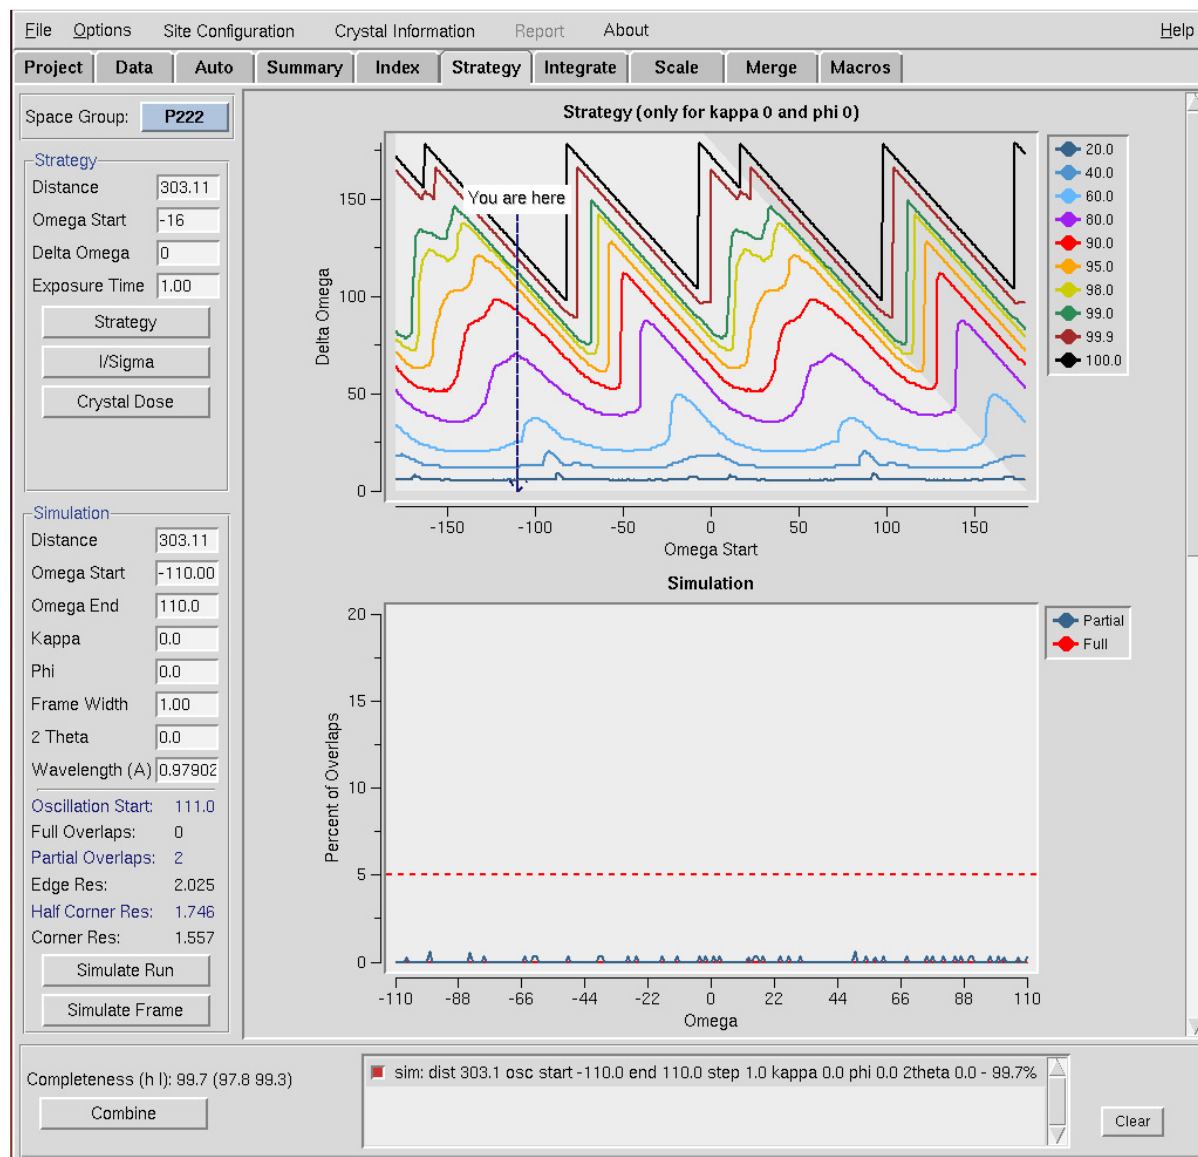 File Options Site Configuration Crystal Information Report About Help
Project Data Auto Summary Index Strategy Integrate Scale Merge Macros
Space Group: P222
Strategy
Distance 303.11
Omega Start -16
Delta Omega 0
Exposure Time 1.00
Strategy
I/Sigma
Crystal Dose
Simulation
Distance 303.11
Omega Start -110.00
Omega End 110.0
Kappa 0.0
Phi 0.0
Frame Width 1.00
2 Theta 0.0
Wavelength (A) 0.97902
Oscillation Start: 111.0
Full Overlaps: 0
Partial Overlaps: 2
Edge Res: 2.025
Half Corner Res: 1.746
Corner Res: 1.557
Simulate Run
Simulate Frame
Strategy (only for kappa 0 and phi 0)
You are here
Delta Omega
150
100
50
0
-150 -100 -50 0 50 100 150
Omega Start
20.0
40.0
60.0
80.0
90.0
95.0
98.0
99.0
99.9
100.0
Simulation
Percent of Overlaps
20
15
10
5
0
-110 -88 -66 -44 -22 0 22 44 66 88 110
Omega
Partial
Full
Completeness (h l): 99.7 (97.8 99.3)
Combine
sim: dist 303.1 osc start -110.0 end 110.0 step 1.0 kappa 0.0 phi 0.0 2theta 0.0 - 99.7%
Clear